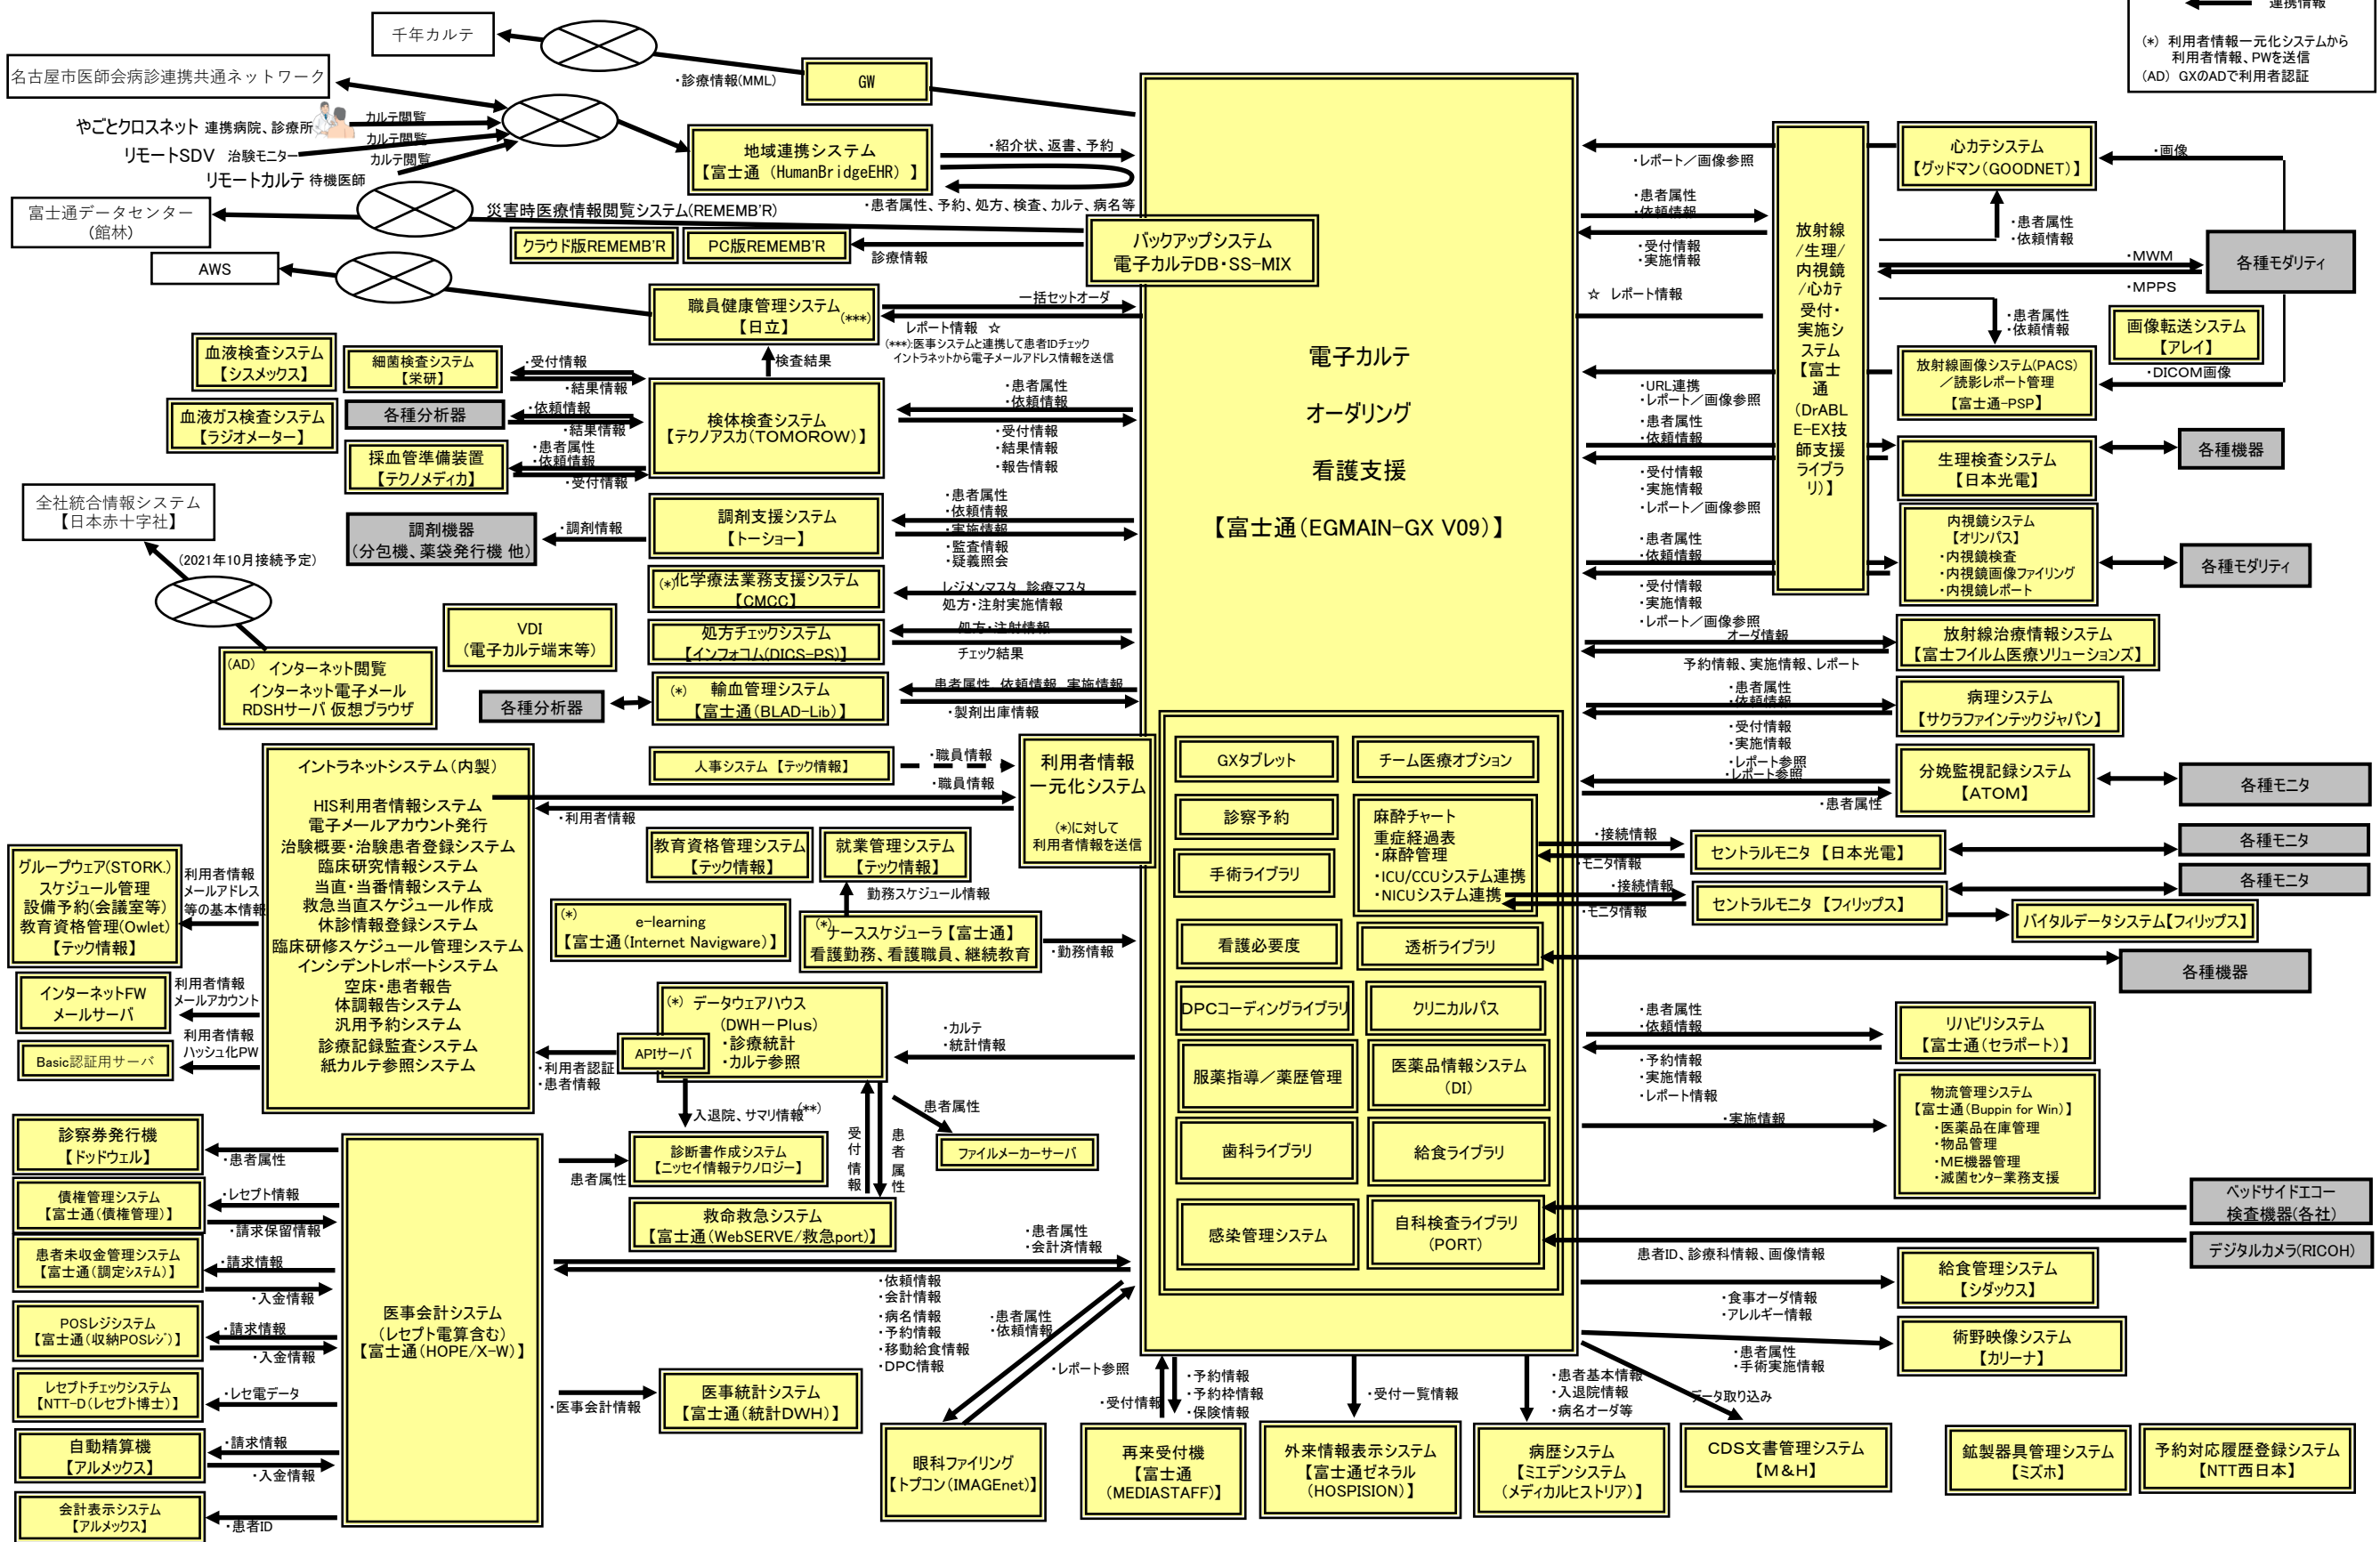 連携情報
(*) 利用者情報一元化システムから
利用者情報、PWを送信
(AD) GXのADで利用者認証
千年カルテ
・診療情報(MML)
GW
名古屋市医師会病診連携共通ネットワーク
やごとクロスネット 連携病院、診療所
カルテ閲覧
リモートSDV 治験モニター
カルテ閲覧
リモートカルテ 待機医師
カルテ閲覧
地域連携システム
【富士通 (HumanBridgeEHR) 】
・紹介状、返書、予約
・患者属性、予約、処方、検査、カルテ、病名等
富士通データセンター
(館林)
災害時医療情報閲覧システム(REMEMB'R)
クラウド版REMEMB'R
PC版REMEMB'R
診療情報
バックアップシステム
電子カルテDB・SS-MIX
AWS
職員健康管理システム
【日立】
(***)
一括セットオーダ
レポート情報 ☆
(***):医事システムと連携して患者IDチェック
イントラネットから電子メールアドレス情報を送信
検査結果
血液検査システム
【シスメックス】
細菌検査システム
【栄研】
・受付情報
・結果情報
血液ガス検査システム
【ラジオメーター】
各種分析器
・依頼情報
・結果情報
採血管準備装置
【テクノメディカ】
・患者属性
・依頼情報
・受付情報
検体検査システム
【テクノアスカ(TOMOROW)】
・患者属性
・依頼情報
・受付情報
・結果情報
・報告情報
全社統合情報システム
【日本赤十字社】
(2021年10月接続予定)
調剤機器
(分包機、薬袋発行機 他)
・調剤情報
調剤支援システム
【トーショー】
・患者属性
・依頼情報
・実施情報
・監査情報
・疑義照会
(*)化学療法業務支援システム
【CMCC】
レジメンマスタ 診療マスタ
処方・注射実施情報
処方チェックシステム
【インフォコム(DICS-PS)】
処方・注射情報
チェック結果
VDI
(電子カルテ端末等)
(AD) インターネット閲覧
インターネット電子メール
RDSHサーバ 仮想ブラウザ
各種分析器
(*) 輸血管理システム
【富士通(BLAD-Lib)】
患者属性 依頼情報 実施情報
・製剤出庫情報
電子カルテ
オーダリング
看護支援
【富士通(EGMAIN-GX V09)】
放射線
/生理/
内視鏡
/心カテ
受付・
実施シ
ステム
【富士
通
(DrABL
E-EX技
師支援
ライブラ
リ)】
・レポート/画像参照
・患者属性
・依頼情報
・受付情報
・実施情報
☆ レポート情報
・URL連携
・レポート/画像参照
・患者属性
・依頼情報
・受付情報
・実施情報
・レポート/画像参照
・患者属性
・依頼情報
・受付情報
・実施情報
・レポート/画像参照
心カテシステム
【グッドマン(GOODNET)】
・画像
・患者属性
・依頼情報
・MWM
・MPPS
各種モダリティ
・患者属性
・依頼情報
画像転送システム
【アレイ】
放射線画像システム(PACS)
/読影レポート管理
【富士通-PSP】
・DICOM画像
生理検査システム
【日本光電】
各種機器
内視鏡システム
【オリンパス】
・内視鏡検査
・内視鏡画像ファイリング
・内視鏡レポート
各種モダリティ
オーダ情報
予約情報、実施情報、レポート
放射線治療情報システム
【富士フイルム医療ソリューションズ】
・患者属性
・依頼情報
・受付情報
・実施情報
・レポート参照
病理システム
【サクラファインテックジャパン】
・レポート参照
・患者属性
分娩監視記録システム
【ATOM】
各種モニタ
イントラネットシステム(内製)
HIS利用者情報システム
電子メールアカウント発行
治験概要・治験患者登録システム
臨床研究情報システム
当直・当番情報システム
救急当直スケジュール作成
休診情報登録システム
臨床研修スケジュール管理システム
インシデントレポートシステム
空床・患者報告
体調報告システム
汎用予約システム
診療記録監査システム
紙カルテ参照システム
人事システム 【テック情報】
・職員情報
・職員情報
・利用者情報
利用者情報
一元化システム
(*)に対して
利用者情報を送信
教育資格管理システム
【テック情報】
就業管理システム
【テック情報】
勤務スケジュール情報
(*)
e-learning
【富士通(Internet Navigware)】
(*)ナーススケジューラ【富士通】
看護勤務、看護職員、継続教育
・勤務情報
グループウェア(STORK.)
スケジュール管理
設備予約(会議室等)
教育資格管理(Owlet)
【テック情報】
利用者情報
メールアドレス
等の基本情報
インターネットFW
メールサーバ
利用者情報
メールアカウント
Basic認証用サーバ
利用者情報
ハッシュ化PW
(*) データウェアハウス
(DWH-Plus)
・診療統計
・カルテ参照
APIサーバ
・利用者認証
・患者情報
・カルテ
・統計情報
入退院、サマリ情報(**)
患者属性
ファイルメーカーサーバ
受付情報
患者属性
診断書作成システム
【ニッセイ情報テクノロジー】
患者属性
救命救急システム
【富士通(WebSERVE/救急port)】
GXタブレット
チーム医療オプション
診察予約
麻酔チャート
重症経過表
・麻酔管理
・ICU/CCUシステム連携
・NICUシステム連携
手術ライブラリ
看護必要度
透析ライブラリ
DPCコーディングライブラリ
クリニカルパス
服薬指導/薬歴管理
医薬品情報システム
(DI)
歯科ライブラリ
給食ライブラリ
感染管理システム
自科検査ライブラリ
(PORT)
・接続情報
・モニタ情報
セントラルモニタ 【日本光電】
各種モニタ
・接続情報
・モニタ情報
セントラルモニタ 【フィリップス】
各種モニタ
バイタルデータシステム【フィリップス】
各種機器
・患者属性
・依頼情報
・予約情報
・実施情報
・レポート情報
リハビリシステム
【富士通(セラポート)】
・実施情報
物流管理システム
【富士通(Buppin for Win)】
・医薬品在庫管理
・物品管理
・ME機器管理
・滅菌センター業務支援
ベッドサイドエコー
検査機器(各社)
患者ID、診療科情報、画像情報
デジタルカメラ(RICOH)
給食管理システム
【シダックス】
・食事オーダ情報
・アレルギー情報
術野映像システム
【カリーナ】
・患者属性
・手術実施情報
診察券発行機
【ドッドウェル】
・患者属性
債権管理システム
【富士通(債権管理)】
・レセプト情報
・請求保留情報
患者未収金管理システム
【富士通(調定システム)】
・請求情報
・入金情報
POSレジシステム
【富士通(収納POSレジ)】
・請求情報
・入金情報
レセプトチェックシステム
【NTT-D(レセプト博士)】
・レセ電データ
自動精算機
【アルメックス】
・請求情報
・入金情報
会計表示システム
【アルメックス】
・患者ID
医事会計システム
(レセプト電算含む)
【富士通(HOPE/X-W)】
・患者属性
・会計済情報
・依頼情報
・会計情報
・病名情報
・予約情報
・移動給食情報
・DPC情報
・医事会計情報
医事統計システム
【富士通(統計DWH)】
・患者属性
・依頼情報
・レポート参照
眼科ファイリング
【トプコン(IMAGEnet)】
・受付情報
・予約情報
・予約枠情報
・保険情報
再来受付機
【富士通
(MEDIASTAFF)】
・受付一覧情報
外来情報表示システム
【富士通ゼネラル
(HOSPISION)】
・患者基本情報
・入退院情報
・病名オーダ等
病歴システム
【ミエデンシステム
(メディカルヒストリア)】
データ取り込み
CDS文書管理システム
【M&H】
鉱製器具管理システム
【ミズホ】
予約対応履歴登録システム
【NTT西日本】